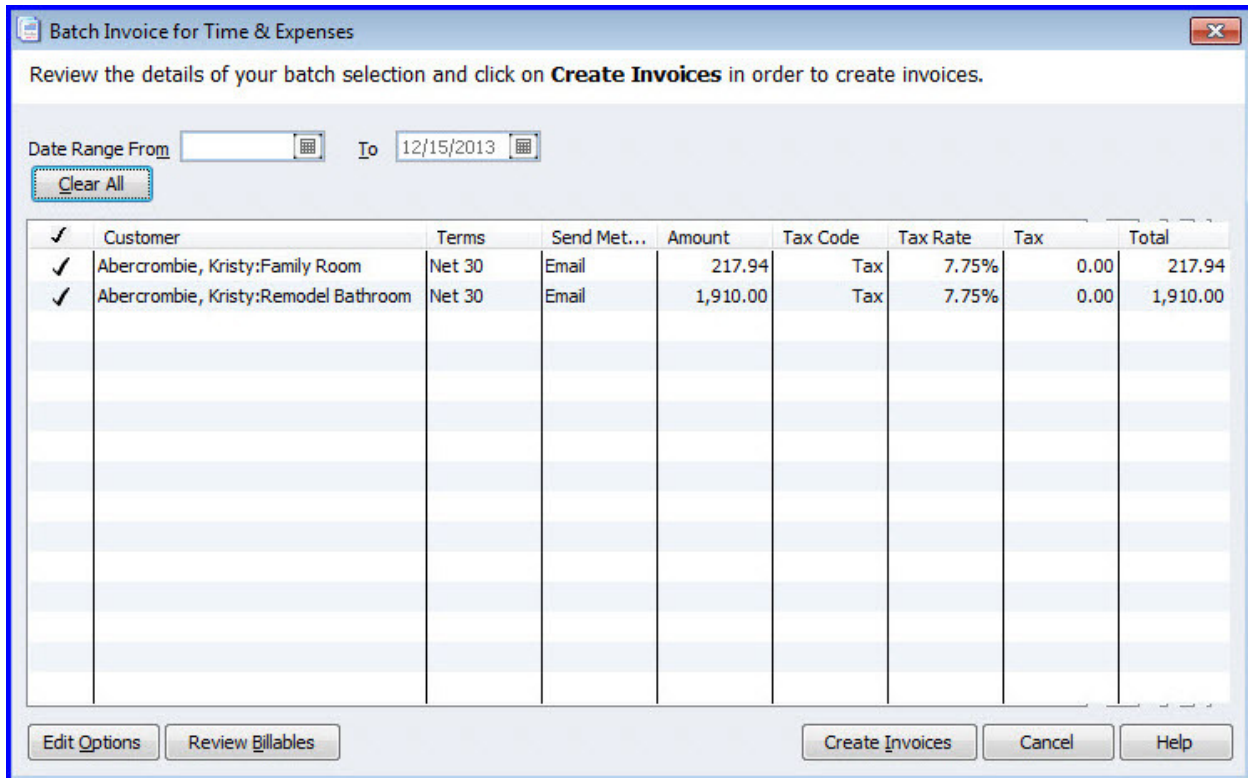 Batch Invoice for Time & Expenses
Review the details of your batch selection and click on Create Invoices in order to create invoices.
Date Range From To 12/15/2013
Clear All
✓ Customer Terms Send Met... Amount Tax Code Tax Rate Tax Total
✓ Abercrombie, Kristy:Family Room Net 30 Email 217.94 Tax 7.75% 0.00 217.94
✓ Abercrombie, Kristy:Remodel Bathroom Net 30 Email 1,910.00 Tax 7.75% 0.00 1,910.00
Edit Options Review Billables Create Invoices Cancel Help